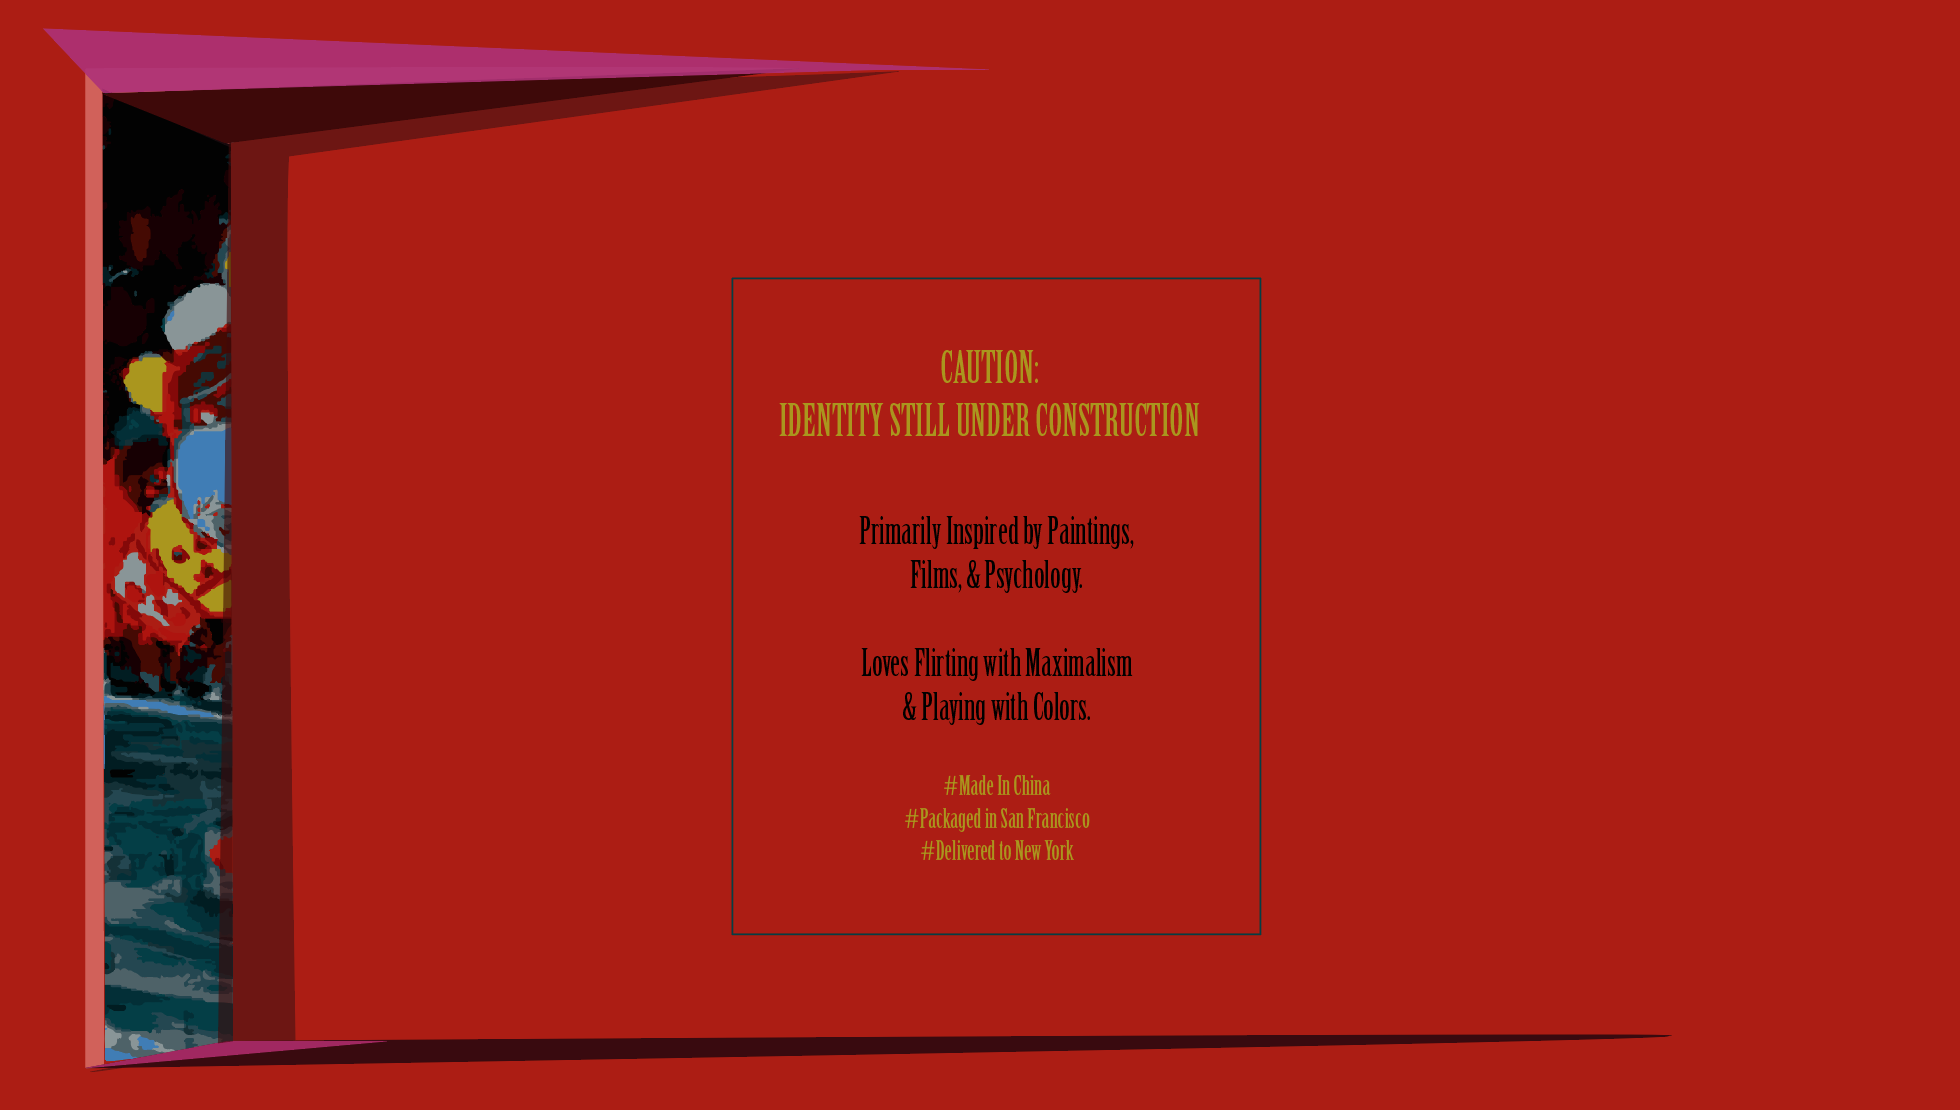 CAUTION:
IDENTITY STILL UNDER CONSTRUCTION
Primarily Inspired by Paintings,
Films, & Psychology.
Loves Flirting with Maximalism
& Playing with Colors.
#Made In China
#Packaged in San Francisco
#Delivered to New York